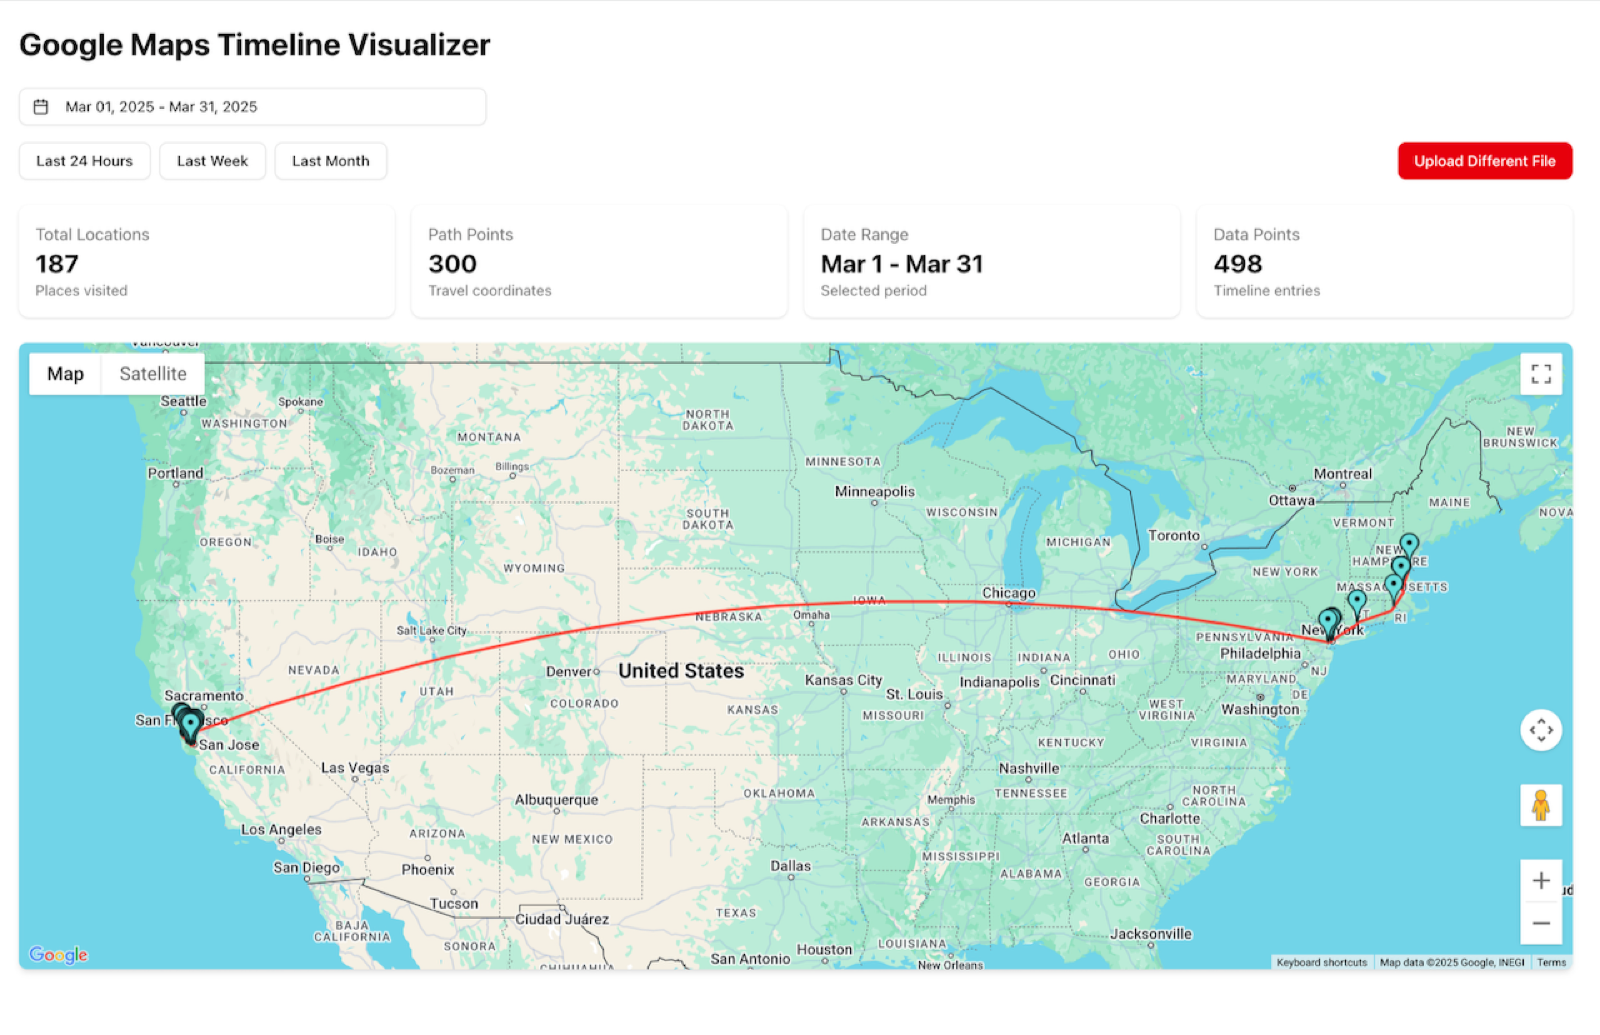 Google Maps Timeline Visualizer
Mar 01, 2025 - Mar 31, 2025
Last 24 Hours
Last Week
Last Month
Upload Different File
Total Locations
187
Places visited
Path Points
300
Travel coordinates
Date Range
Mar 1 - Mar 31
Selected period
Data Points
498
Timeline entries
Vancouver
Map
Satellite
Seattle
Spokane
WASHINGTON
MONTANA
NORTH
DAKOTA
NEW
BRUNSWICK
Portland
Bozeman
Billings
MINNESOTA
Montreal
Minneapolis
Ottawa
MAINE
SOUTH
DAKOTA
WISCONSIN
VERMONT
NOVA
OREGON
Boise
IDAHO
MICHIGAN
Toronto
NEW
HAMPSHIRE
WYOMING
NEW YORK
MASSACHUSETTS
Chicago
IOWA
NEBRASKA
Omaha
CT
RI
Salt Lake City
New York
PENNSYLVANIA
Philadelphia
NEVADA
Denver
United States
ILLINOIS
INDIANA
OHIO
NJ
UTAH
COLORADO
Kansas City
Indianapolis
Cincinnati
MARYLAND
DE
Sacramento
St. Louis
KANSAS
MISSOURI
WEST
VIRGINIA
Washington
San Francisco
San Jose
KENTUCKY
VIRGINIA
CALIFORNIA
Las Vegas
Nashville
TENNESSEE
Albuquerque
OKLAHOMA
Memphis
NORTH
CAROLINA
Charlotte
Los Angeles
ARIZONA
NEW MEXICO
ARKANSAS
Atlanta
SOUTH
CAROLINA
San Diego
Phoenix
Dallas
MISSISSIPPI
ALABAMA
GEORGIA
Tucson
Ciudad Juárez
TEXAS
BAJA
CALIFORNIA
SONORA
Jacksonville
Houston
LOUISIANA
San Antonio
New Orleans
CHIHUAHUA
Google
Keyboard shortcuts
Map data ©2025 Google, INEGI
Terms